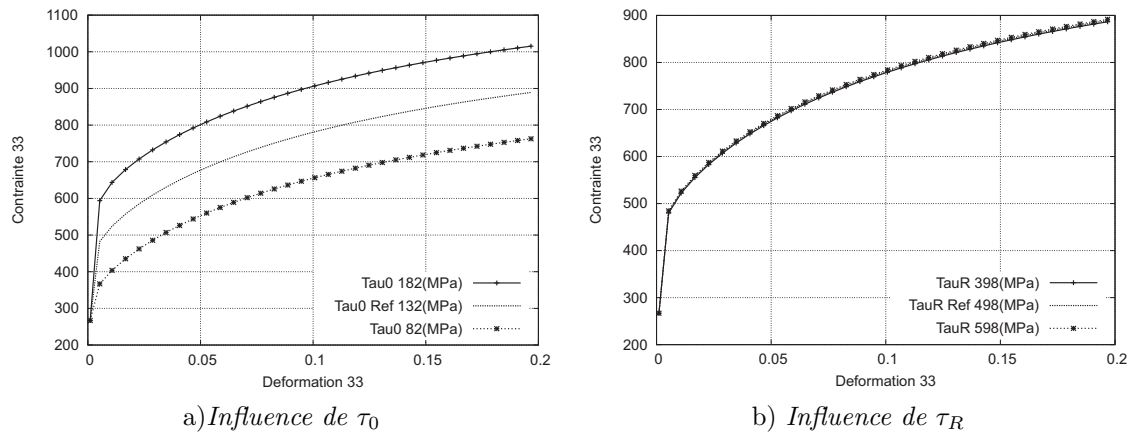 1100
1000
900
800
700
600
500
400
300
200
Contrainte 33
Tau0 182(MPa)
Tau0 Ref 132(MPa)
Tau0 82(MPa)
0
0.05
0.1
0.15
0.2
Deformation 33
a)Influence de τ0
900
800
700
600
500
400
300
200
Contrainte 33
TauR 398(MPa)
TauR Ref 498(MPa)
TauR 598(MPa)
0
0.05
0.1
0.15
0.2
Deformation 33
b) Influence de τR